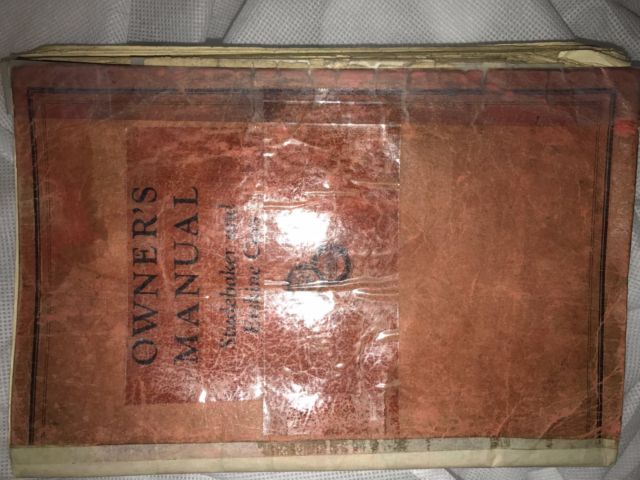 OWNER'S
MANUAL
Studebaker and
Erskine Cars